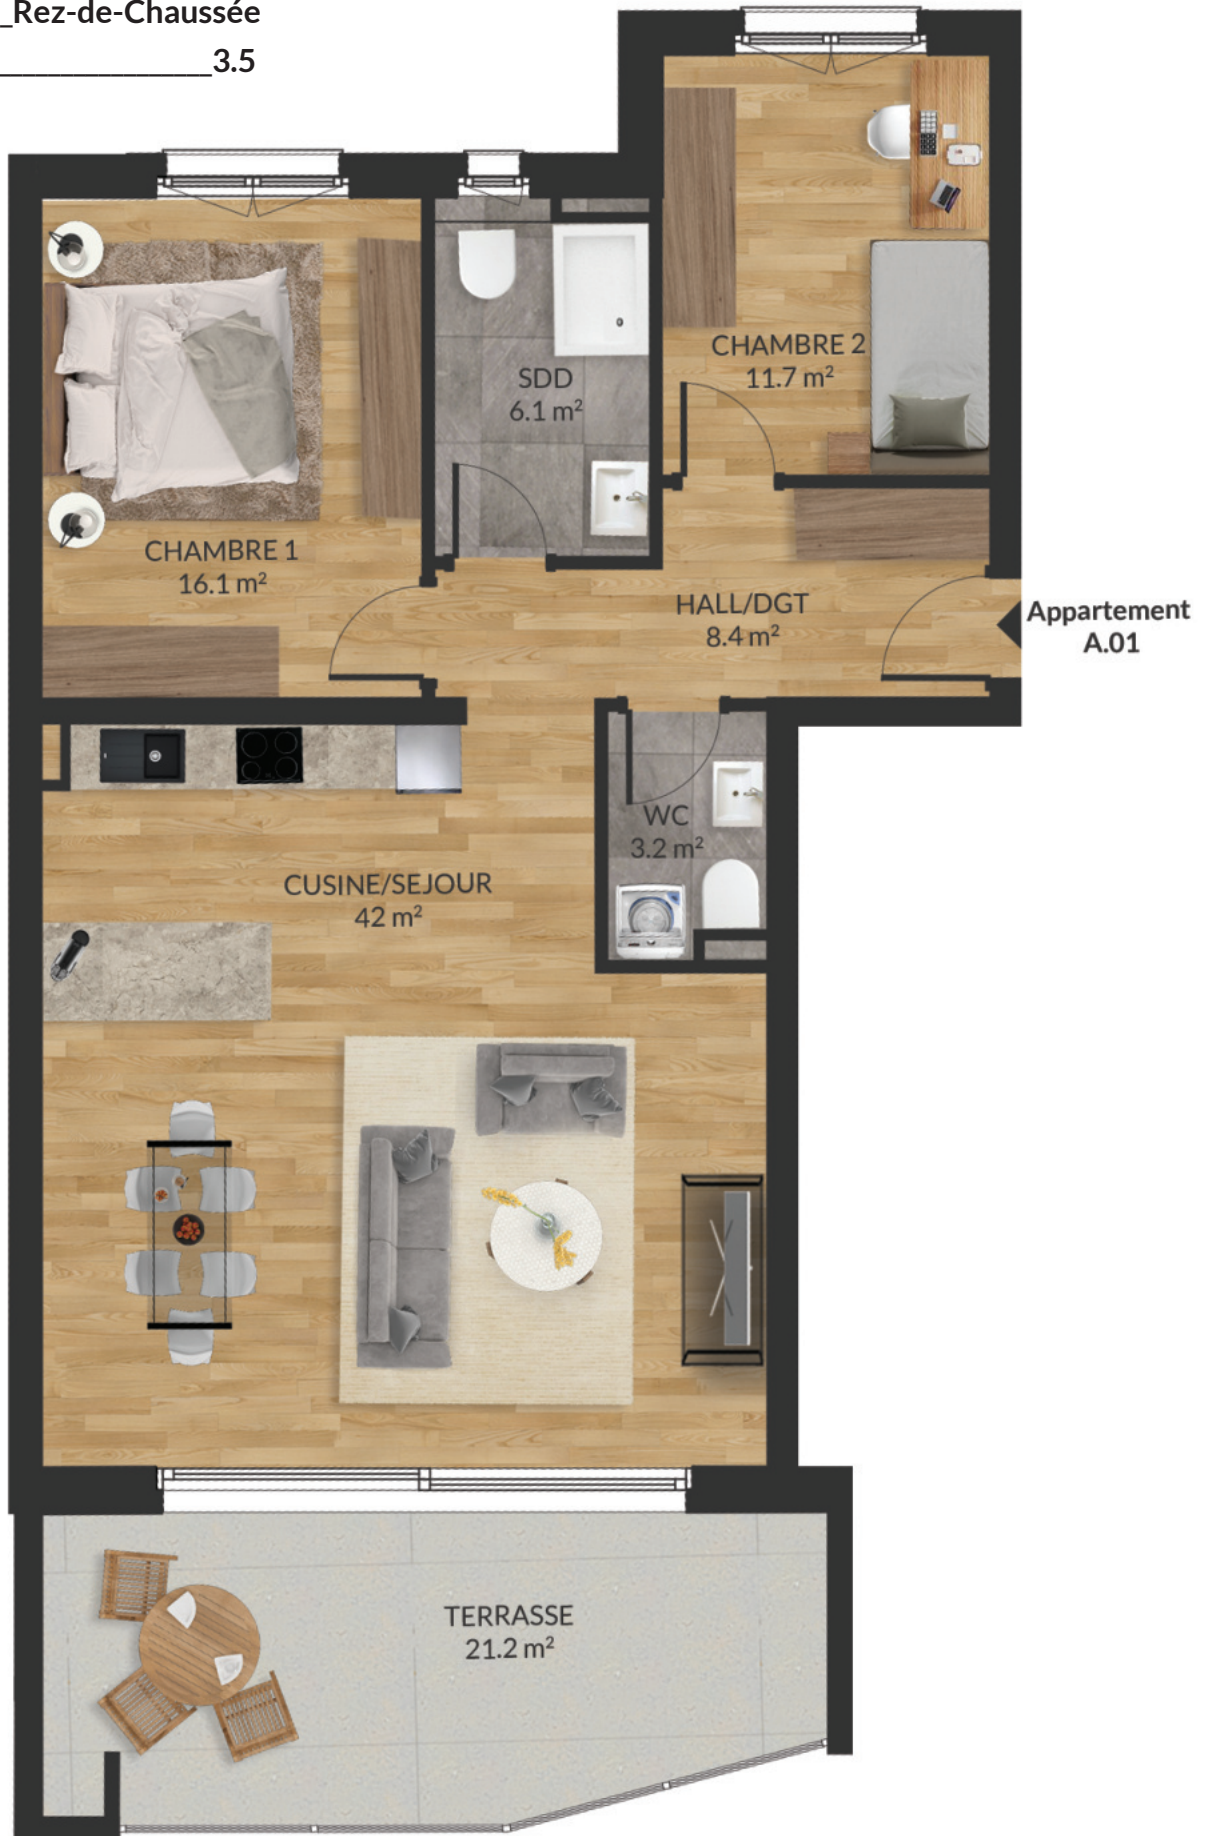 _Rez-de-Chaussée
________________3.5
CHAMBRE 2
11.7 m²
SDD
6.1 m²
CHAMBRE 1
16.1 m²
HALL/DGT
8.4 m²
Appartement
A.01
WC
3.2 m²
CUSINE/SEJOUR
42 m²
TERRASSE
21.2 m²